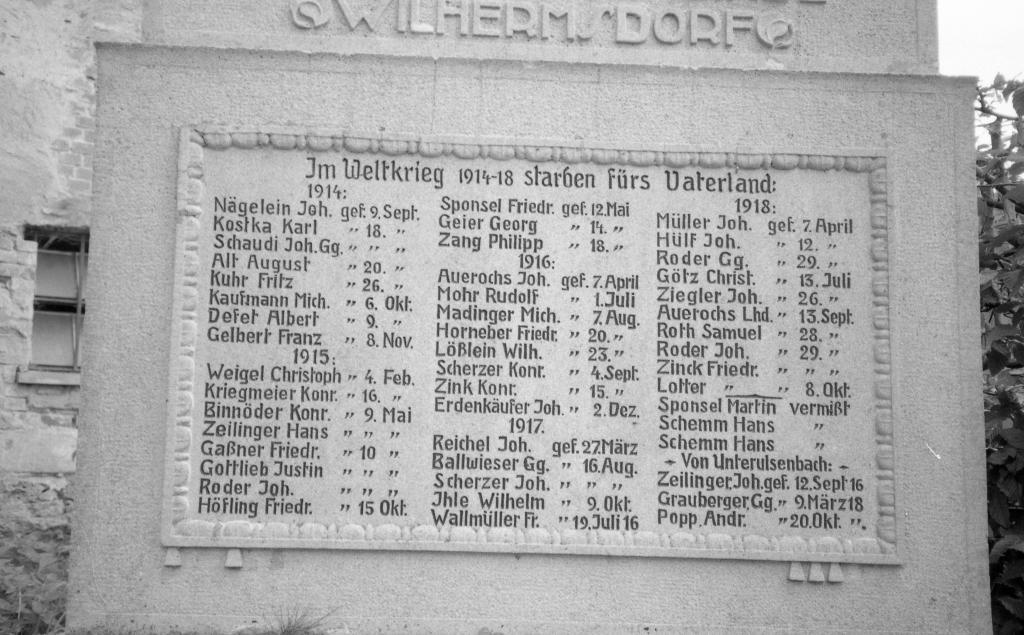 WILHERMSDORF
Im Weltkrieg 1914-18 starben fürs Vaterland:
1914:
Nägelein Joh. gef. 9. Sept.
Kostka Karl " 18. "
Schaudi Joh. Gg. " " "
Alt August " 20. "
Kuhr Fritz " 26. "
Kaufmann Mich. " 6. Okt.
Defet Albert " 9. "
Gelbert Franz " 8. Nov.
1915:
Weigel Christoph " 4. Feb.
Kriegmeier Konr. " 16. "
Binnöder Konr. " 9. Mai
Zeilinger Hans " " "
Gaßner Friedr. " 10 "
Gottlieb Justin " " "
Roder Joh. " " "
Höfling Friedr. " 15 Okt.
Sponsel Friedr. gef. 12. Mai
Geier Georg " 14. "
Zang Philipp " 18. "
1916:
Auerochs Joh. gef. 7. April
Mohr Rudolf " 1. Juli
Madinger Mich. " 7. Aug.
Horneber Friedr. " 20. "
Lößlein Wilh. " 23. "
Scherzer Konr. " 4. Sept.
Zink Konr. " 15. "
Erdenkäufer Joh. " 2. Dez.
1917.
Reichel Joh. gef. 27. März
Ballwieser Gg. " 16. Aug.
Scherzer Joh. " " "
Ihle Wilhelm " 9. Okt.
Wallmüller Fr. " 19. Juli 16
1918:
Müller Joh. gef. 7. April
Hülf Joh. " 12. "
Roder Gg. " 29. "
Götz Christ. " 13. Juli
Ziegler Joh. " 26. "
Auerochs Lhd. " 13. Sept.
Roth Samuel " 28. "
Roder Joh. " 29. "
Zinck Friedr. " " "
Lotter " " 8. Okt.
Sponsel Martin vermißt
Schemm Hans "
Schemm Hans "
- Von Unterulsenbach: -
Zeilinger, Joh. gef. 12. Sept 16
Grauberger, Gg. " 9. März 18
Popp, Andr. " 20. Okt. ".